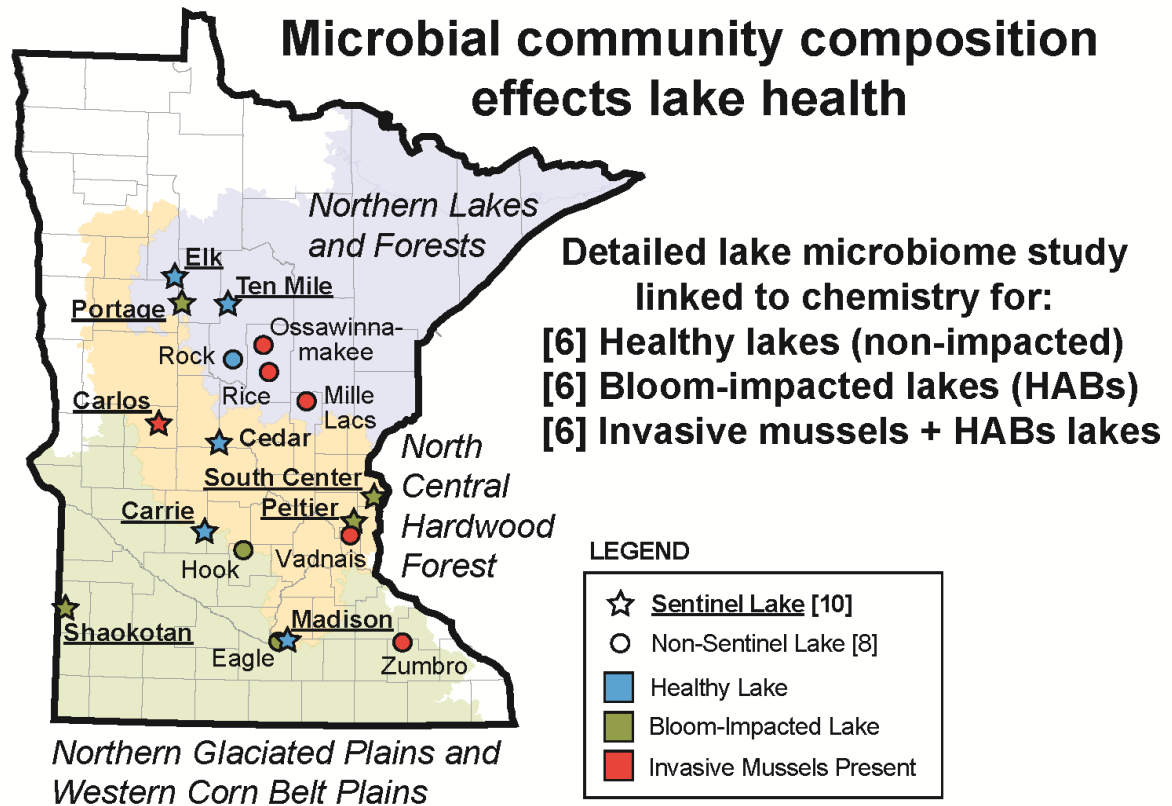 Microbial community composition
effects lake health
Northern Lakes
and Forests
Detailed lake microbiome study
linked to chemistry for:
[6] Healthy lakes (non-impacted)
[6] Bloom-impacted lakes (HABs)
[6] Invasive mussels + HABs lakes
Elk
Ten Mile
Portage
Ossawinna-
makee
Rock
Rice
Mille
Lacs
Carlos
Cedar
North
Central
Hardwood
Forest
South Center
Peltier
Carrie
Vadnais
Hook
Shaokotan
Madison
Eagle
Zumbro
Northern Glaciated Plains and
Western Corn Belt Plains
LEGEND
Sentinel Lake [10]
Non-Sentinel Lake [8]
Healthy Lake
Bloom-Impacted Lake
Invasive Mussels Present